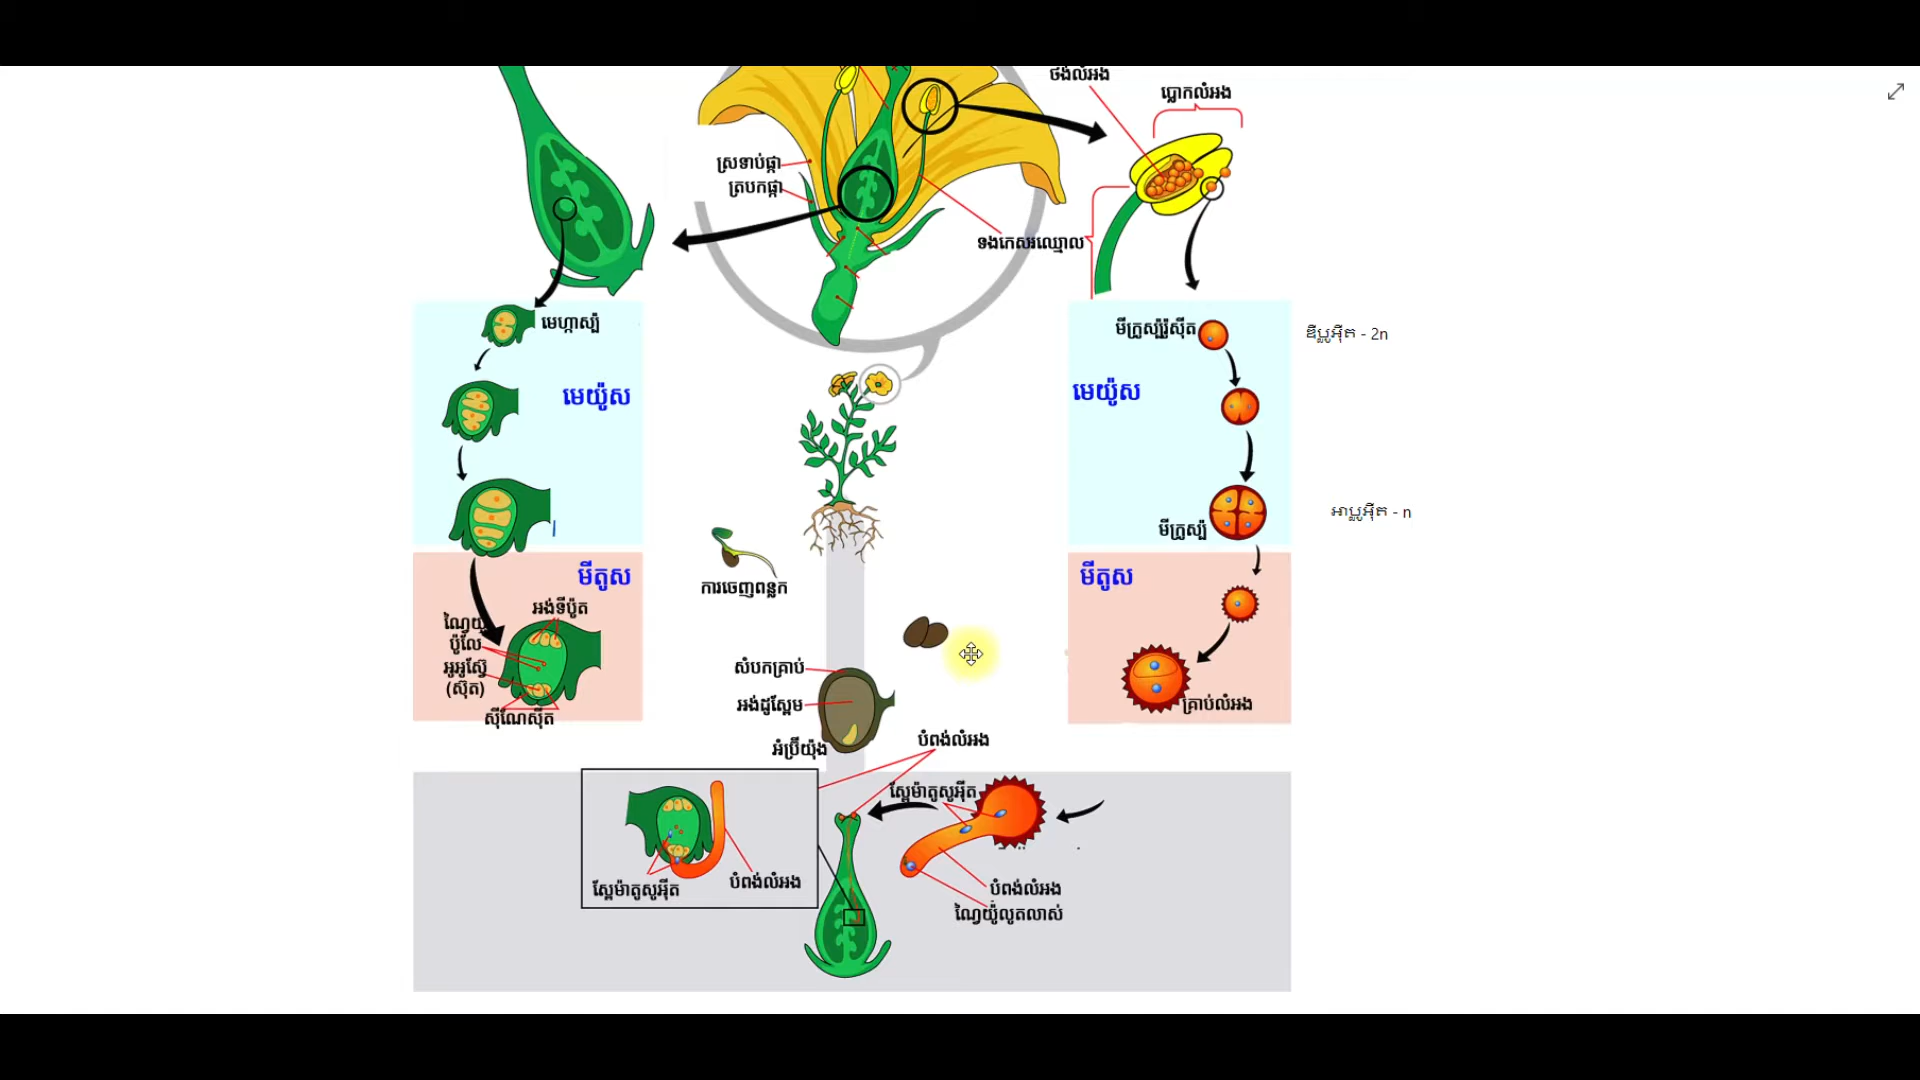 ថង់លំអង
ប្លោកលំអង
ស្រទាប់ផ្កា
ត្របកផ្កា
ទងកេសរឈ្មោល
មេហ្កាស្ប៉
មេយ៉ូស
មីក្រូស្ប៉រ៉ូស៊ីត
ឌីប្លូអ៊ីត - 2n
មេយ៉ូស
មីក្រូស្ប៉
អាប្លូអ៊ីត - n
មីតូស
អង់ទីប៉ូត
ណ្វៃយ៉ូ
ប៉ូលែ
អូអូស្ព៊ែ
(ស៊ុត)
ស៊ីណែស៊ីត
ការចេញពន្លក
មីតូស
គ្រាប់លំអង
សំបកគ្រាប់
អង់ដូស្ពែម
អំប្រ៊ីយ៉ុង
បំពង់លំអង
ស្ពែម៉ាតូសូអ៊ីត
ស្ពែម៉ាតូសូអ៊ីត
បំពង់លំអង
បំពង់លំអង
ណ្វៃយ៉ូលូតលាស់